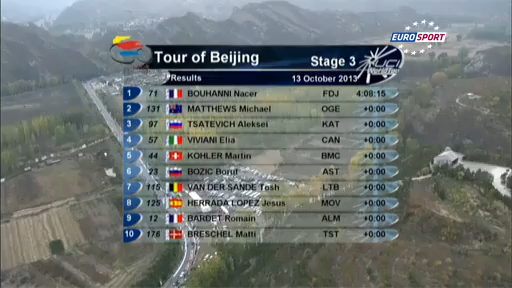 EUROSPORT
Tour of Beijing Stage 3
UCI WorldTour
Results 13 October 2013
1 71 BOUHANNI Nacer FDJ 4:08:15
2 131 MATTHEWS Michael OGE +0:00
3 97 TSATEVICH Aleksei KAT +0:00
4 57 VIVIANI Elia CAN +0:00
5 44 KOHLER Martin BMC +0:00
6 23 BOZIC Borut AST +0:00
7 115 VAN DER SANDE Tosh LTB +0:00
8 125 HERRADA LOPEZ Jesus MOV +0:00
9 12 BARDET Romain ALM +0:00
10 176 BRESCHEL Matti TST +0:00